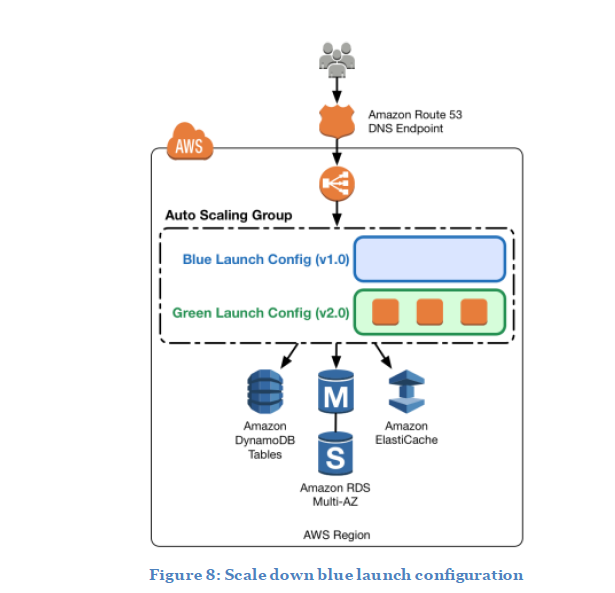 Amazon Route 53
DNS Endpoint
AWS
Auto Scaling Group
Blue Launch Config (v1.0)
Green Launch Config (v2.0)
Amazon
DynamoDB
Tables
M
S
Amazon RDS
Multi-AZ
Amazon
ElastiCache
AWS Region
Figure 8: Scale down blue launch configuration